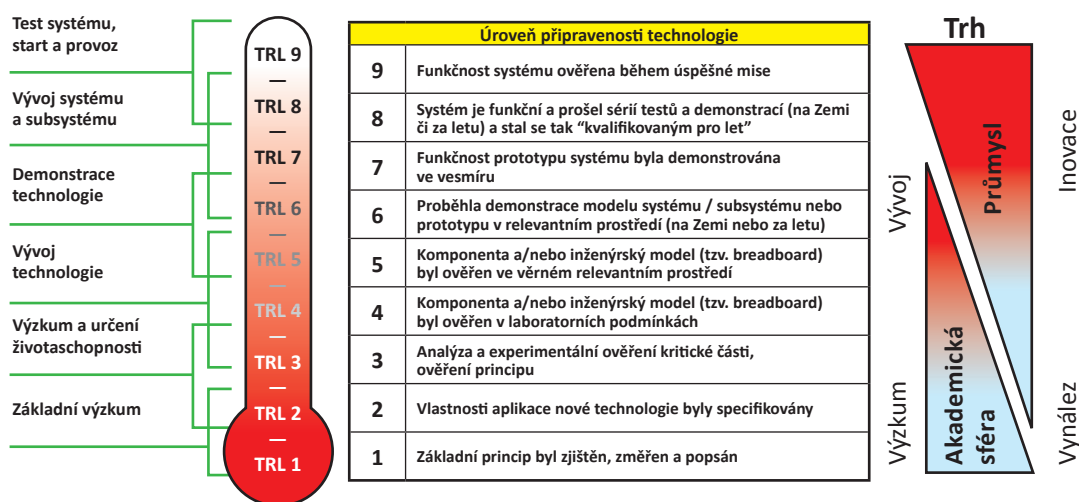 Test systému,
start a provoz
Vývoj systému
a subsystému
Demonstrace
technologie
Vývoj
technologie
Výzkum a určení
životaschopnosti
Základní výzkum
TRL 9
TRL 8
TRL 7
TRL 6
TRL 5
TRL 4
TRL 3
TRL 2
TRL 1
Úroveň připravenosti technologie
9 Funkčnost systému ověřena během úspěšné mise
8 Systém je funkční a prošel sérií testů a demonstrací (na Zemi
či za letu) a stal se tak “kvalifikovaným pro let”
7 Funkčnost prototypu systému byla demonstrována
ve vesmíru
6 Proběhla demonstrace modelu systému / subsystému nebo
prototypu v relevantním prostředí (na Zemi nebo za letu)
5 Komponenta a/nebo inženýrský model (tzv. breadboard)
byl ověřen ve věrném relevantním prostředí
4 Komponenta a/nebo inženýrský model (tzv. breadboard)
byl ověřen v laboratorních podmínkách
3 Analýza a experimentální ověření kritické části,
ověření principu
2 Vlastnosti aplikace nové technologie byly specifikovány
1 Základní princip byl zjištěn, změřen a popsán
Trh
Vývoj
Výzkum
Průmysl
Akademická
sféra
Inovace
Vynález